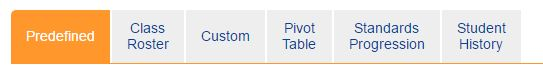 Predefined
Class
Roster
Custom
Pivot
Table
Standards
Progression
Student
History